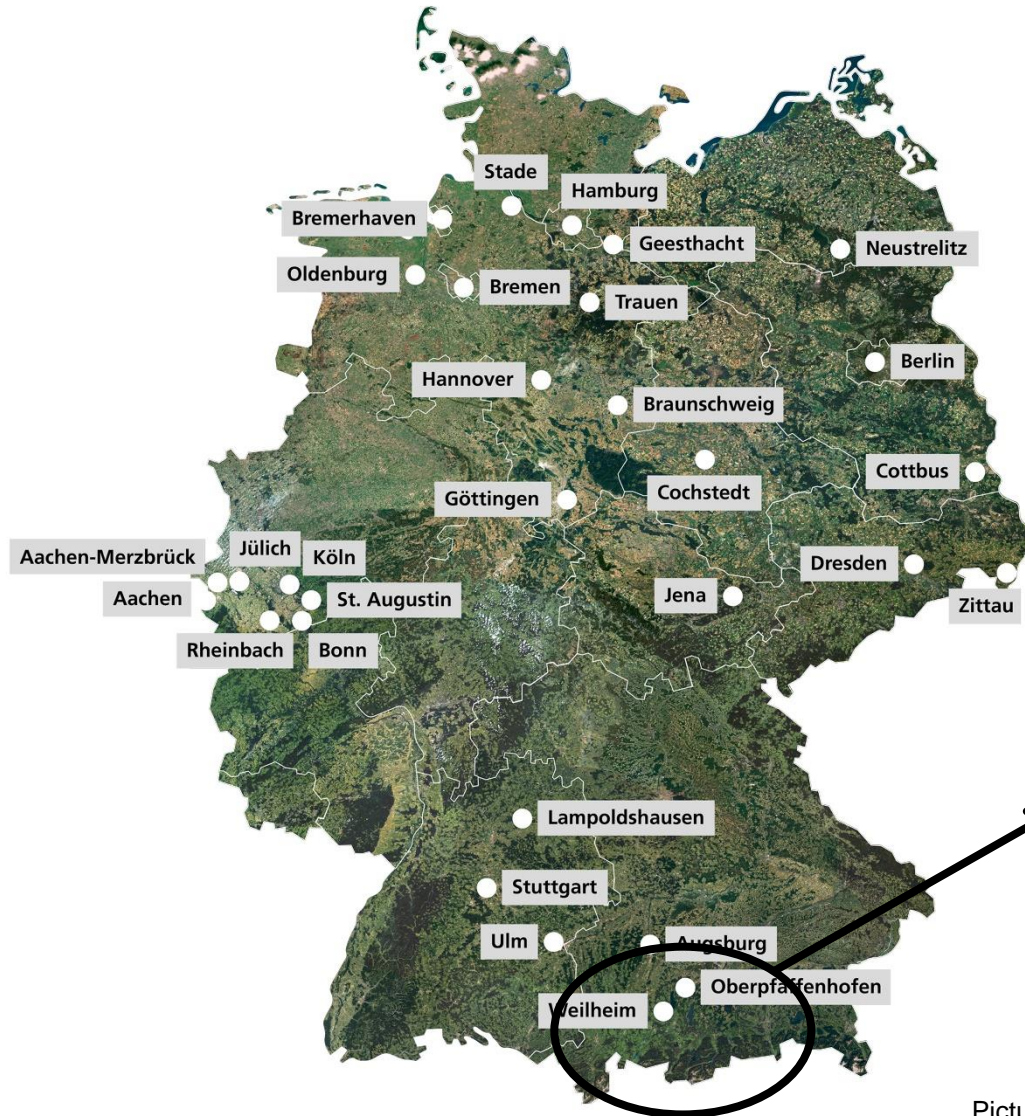 Stade
Hamburg
Bremerhaven
Geesthacht
Neustrelitz
Oldenburg
Bremen
Trauen
Berlin
Hannover
Braunschweig
Cottbus
Göttingen
Cochstedt
Aachen-Merzbrück
Jülich
Köln
Dresden
Aachen
St. Augustin
Jena
Zittau
Rheinbach
Bonn
Lampoldshausen
Stuttgart
Ulm
Augsburg
Oberpfaffenhofen
Weilheim